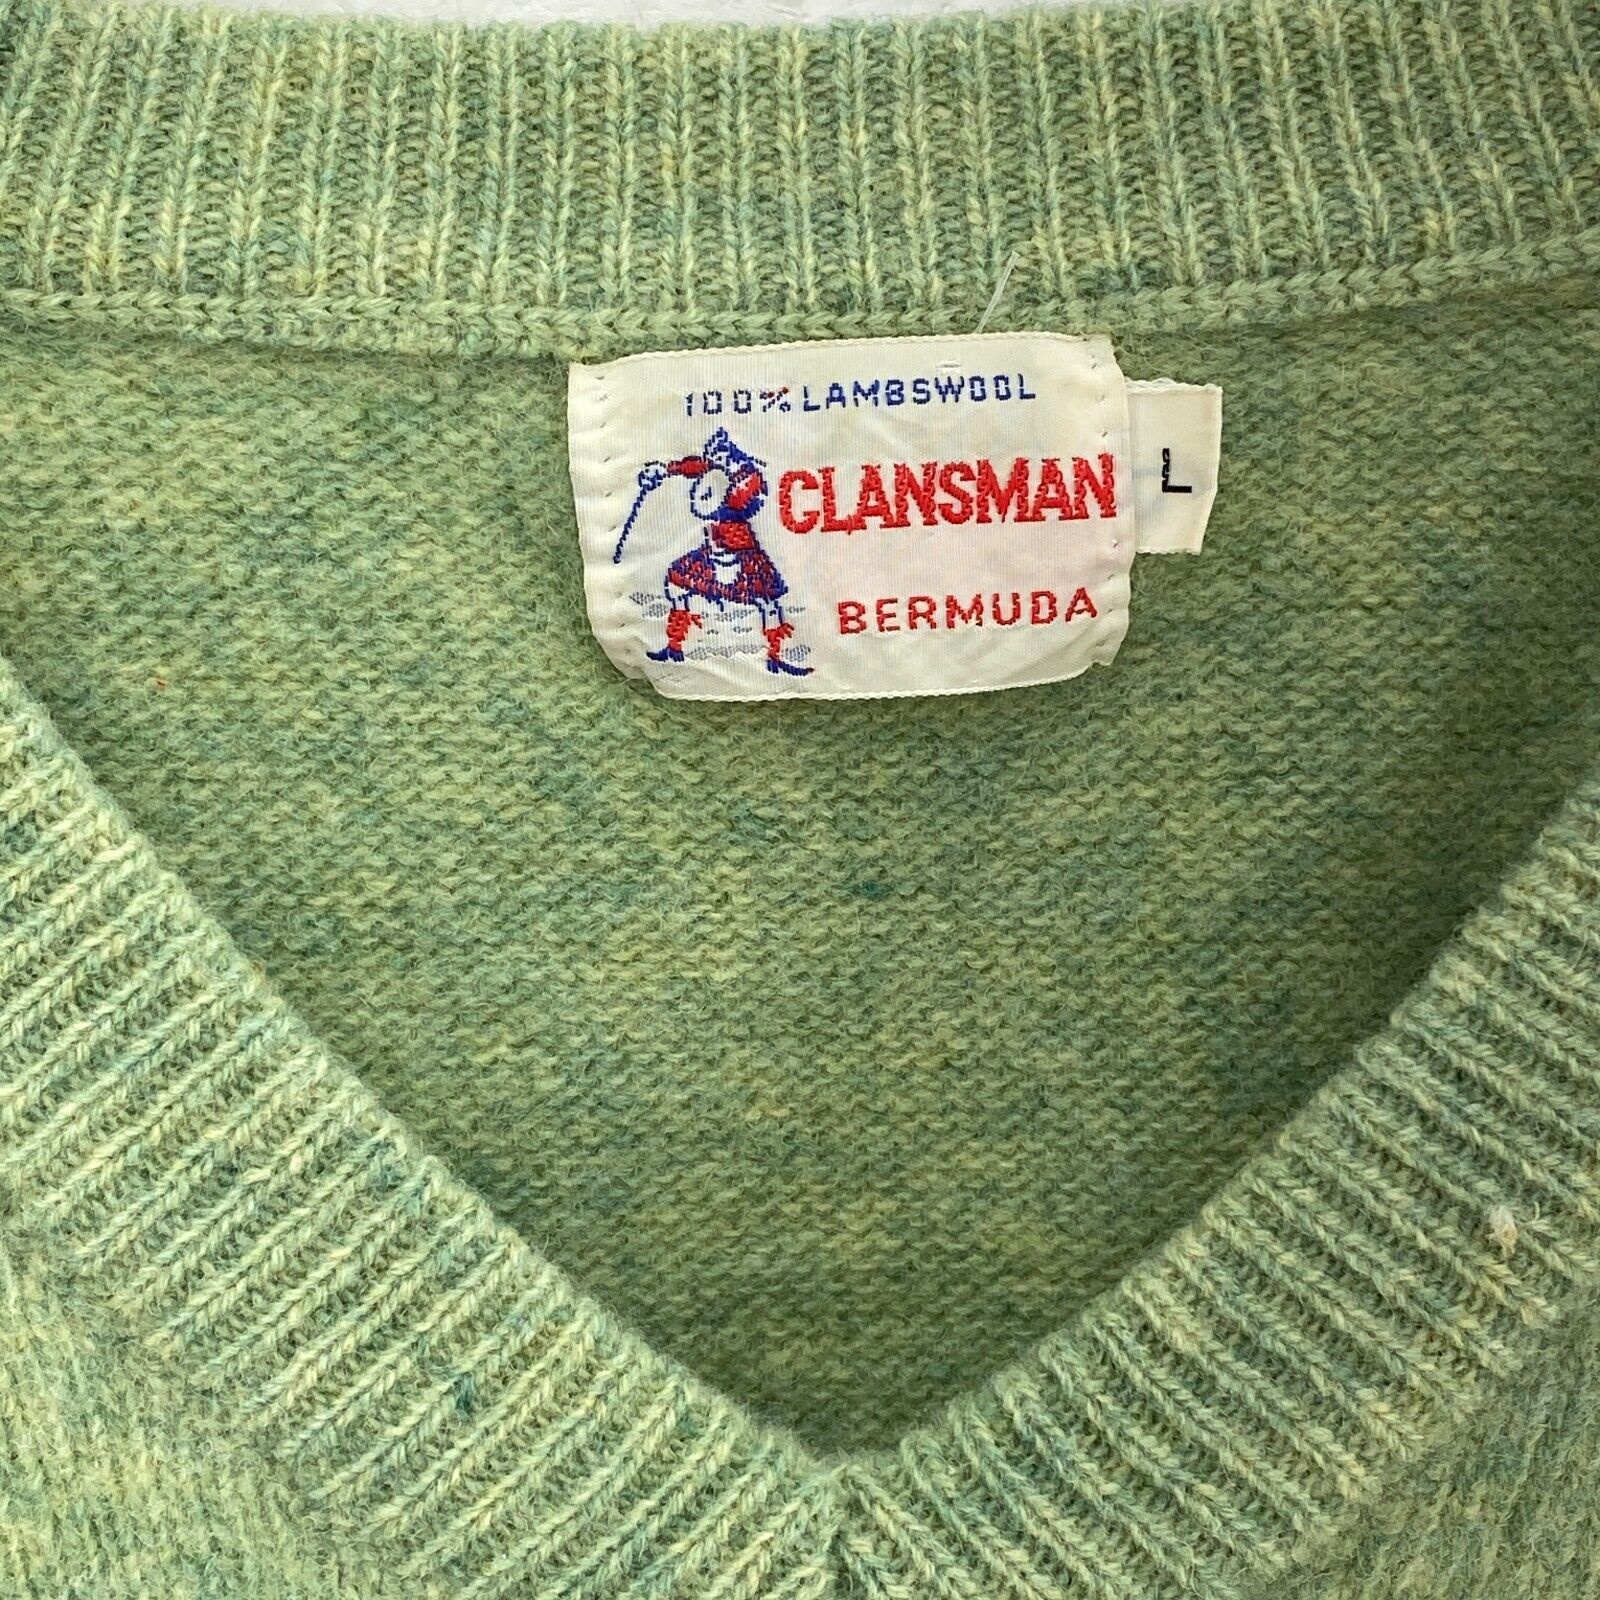 100% LAMBSWOOL
CLANSMAN
BERMUDA
L